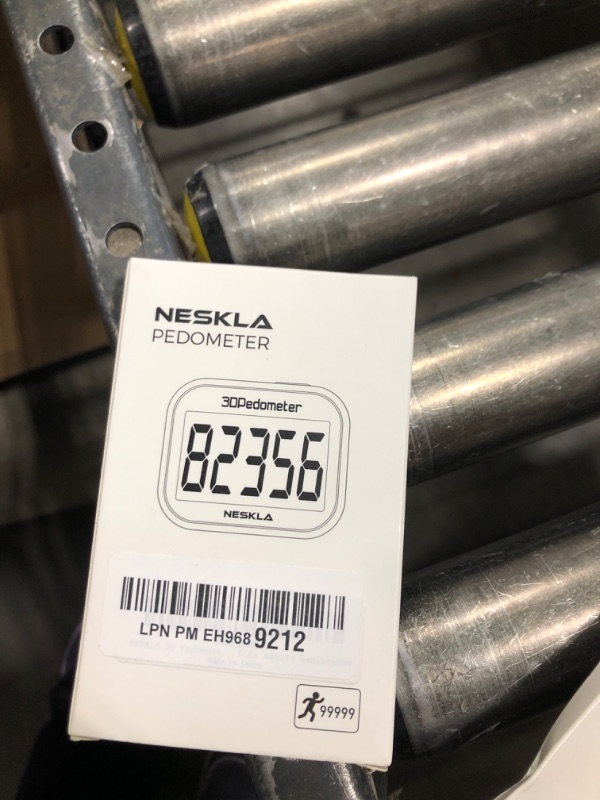 NESKLA
PEDOMETER
3DPedometer
82356
NESKLA
LPN PM EH968 9212
99999